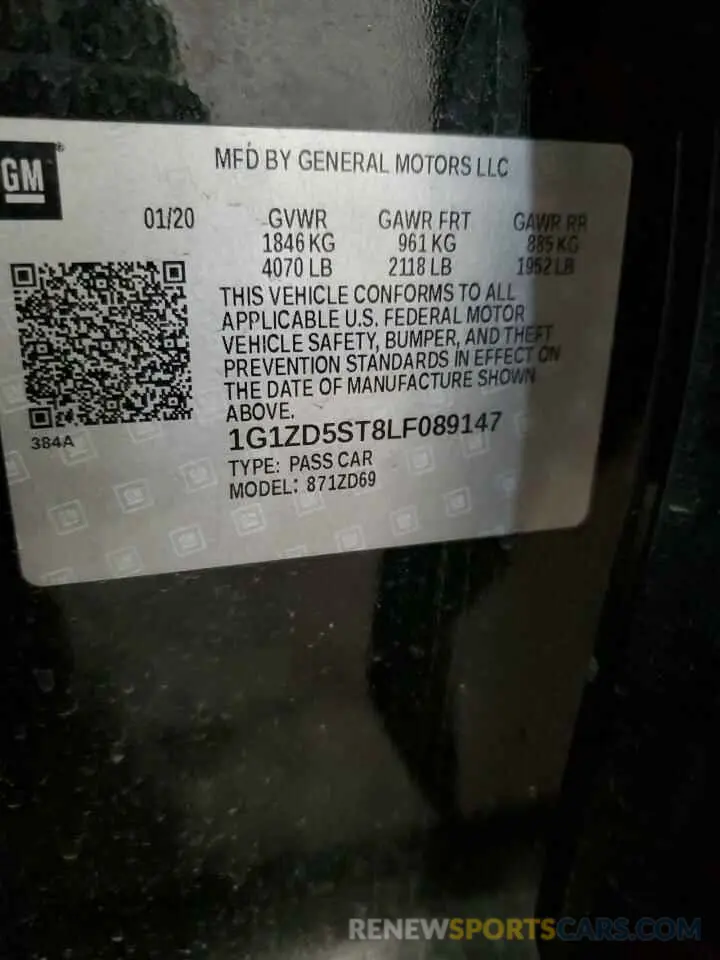 GM
MFD BY GENERAL MOTORS LLC
01/20 GVWR GAWR FRT GAWR RR
1846 KG 961 KG 885 KG
4070 LB 2118 LB 1952 LB
THIS VEHICLE CONFORMS TO ALL
APPLICABLE U.S. FEDERAL MOTOR
VEHICLE SAFETY, BUMPER, AND THEFT
PREVENTION STANDARDS IN EFFECT ON
THE DATE OF MANUFACTURE SHOWN
ABOVE.
384A
1G1ZD5ST8LF089147
TYPE: PASS CAR
MODEL: 871ZD69
RENEWSPORTSCARS.COM